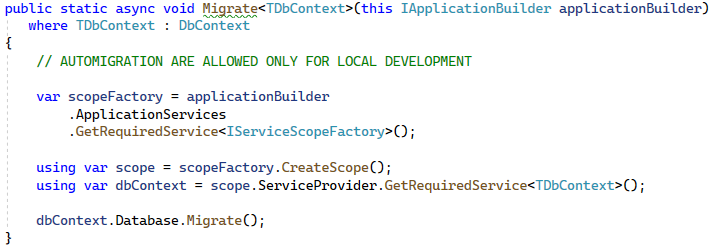 public static async void Migrate<TDbContext>(this IApplicationBuilder applicationBuilder)
where TDbContext : DbContext
{
// AUTOMIGRATION ARE ALLOWED ONLY FOR LOCAL DEVELOPMENT
var scopeFactory = applicationBuilder
.ApplicationServices
.GetRequiredService<IServiceScopeFactory>();
using var scope = scopeFactory.CreateScope();
using var dbContext = scope.ServiceProvider.GetRequiredService<TDbContext>();
dbContext.Database.Migrate();
}